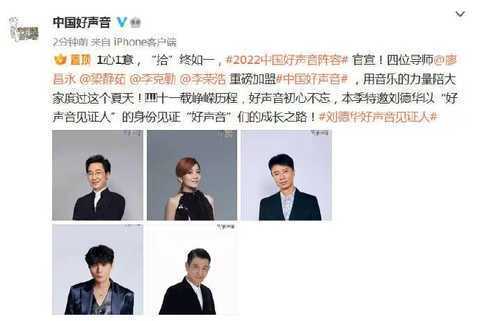 中国好声音
2分钟前 来自 iPhone客户端
置顶 1心1意，“拾”终如一，#2022中国好声音阵容# 官宣！四位导师@廖
昌永 @梁静茹 @李克勤 @李荣浩 重磅加盟#中国好声音#，用音乐的力量陪大
家度过这个夏天！!!!!!十一载峥嵘历程，好声音初心不忘，本季特邀刘德华以“好
声音见证人”的身份见证“好声音”们的成长之路！#刘德华好声音见证人#